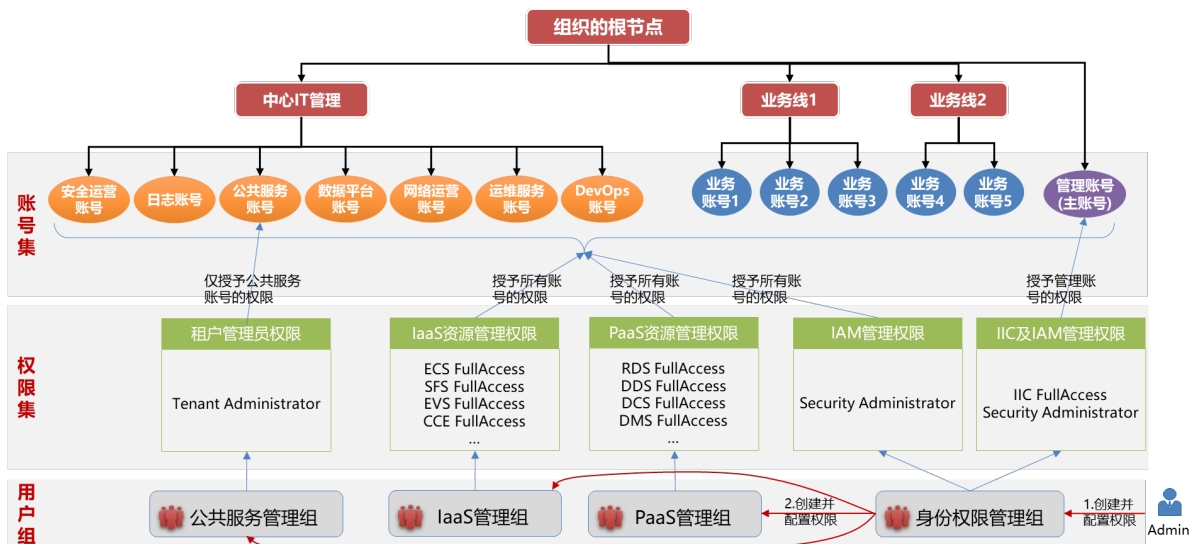 组织的根节点
中心IT管理
业务线1
业务线2
账
号
集
安全运营
账号
日志账号
公共服务
账号
数据平台
账号
网络运营
账号
运维服务
账号
DevOps
账号
业务
账号1
业务
账号2
业务
账号3
业务
账号4
业务
账号5
管理账号
(主账号)
仅授予公共服务
账号的权限
授予所有账
号的权限
授予所有账
号的权限
授予所有账
号的权限
授予管理账
号的权限
权
限
集
租户管理员权限
Tenant Administrator
IaaS资源管理权限
ECS FullAccess
SFS FullAccess
EVS FullAccess
CCE FullAccess
...
PaaS资源管理权限
RDS FullAccess
DDS FullAccess
DCS FullAccess
DMS FullAccess
...
IAM管理权限
Security Administrator
IIC及IAM管理权限
IIC FullAccess
Security Administrator
用
户
组
公共服务管理组
IaaS管理组
PaaS管理组
2.创建并
配置权限
身份权限管理组
1.创建并
配置权限
Admin